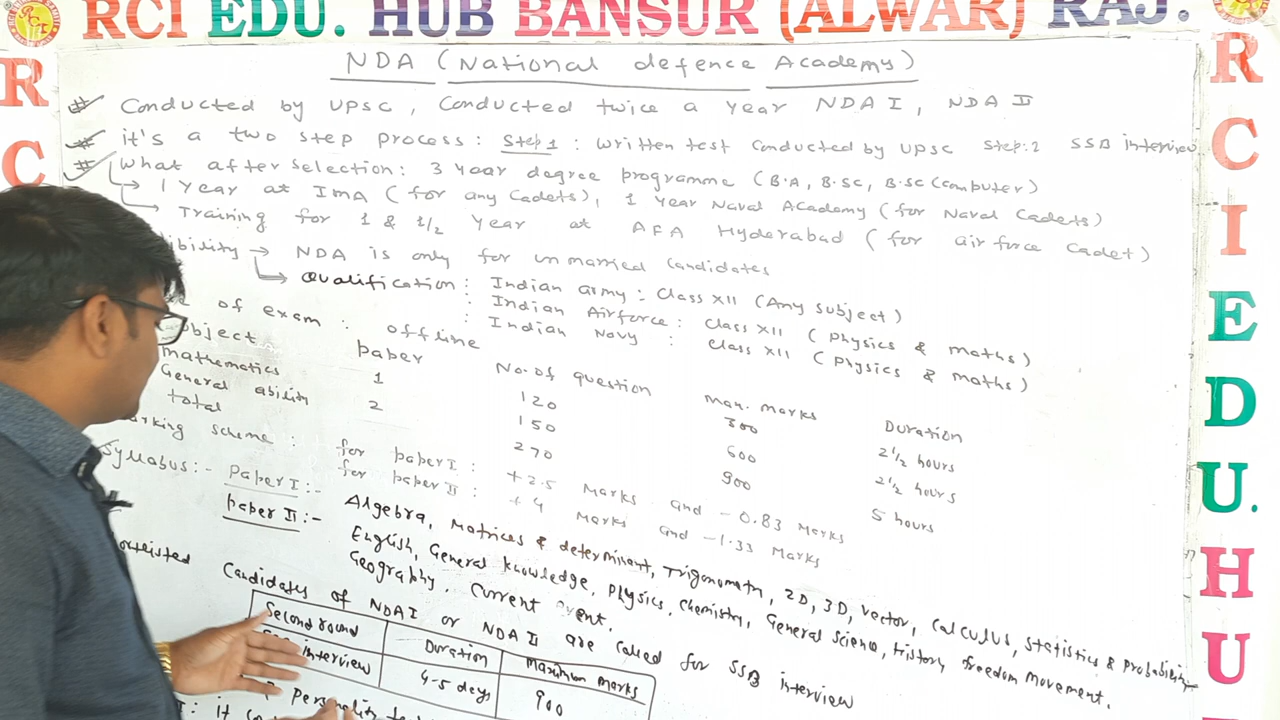 RCI EDU. HUB BANSUR (ALWAR) RAJ.
R
C
R
C
I
E
D
U.
H
U
NDA (National defence Academy)
# Conducted by UPSC, Conducted twice a year NDA I, NDA II
# it's a two step process: Step 1: written test conducted by UPSC Step:2 SSB interview
# What after selection: 3 year degree programme (B.A, B.SC, B.SC (computer)
→ 1 year at IMA (for any Cadets), 1 year Naval Academy (for Naval Cadets)
→ Training for 1 & 1/2 year at AFA Hyderabad (for air force Cadet)
ibility → NDA is only for unmarried Candidates
→ Qualification: Indian army: Class XII (Any subject)
: Indian Airforce: Class XII (Physics & Maths)
: Indian Navy : Class XII (Physics & Maths)
of exam: offline
bject paper No. of question Max. Marks Duration
Mathematics 1 120 300 2 1/2 hours
General ability 2 150 600 2 1/2 hours
total 270 900 5 hours
rking scheme: for paper I: +2.5 Marks and -0.83 Marks
for paper II: +4 Marks and -1.33 Marks
Syllabus:- Paper I:- Algebra, Matrices & determinant, Trigonometry, 2D, 3D, Vector, Calculus, statistics & probability
paper II:- English, General knowledge, Physics, Chemistry, General Science, History freedom movement.
Geography, Current event.
Candidates of NDA I or NDA II are called for SSB interview
Second round Duration Maximum Marks
interview 4-5 days 900
Personality